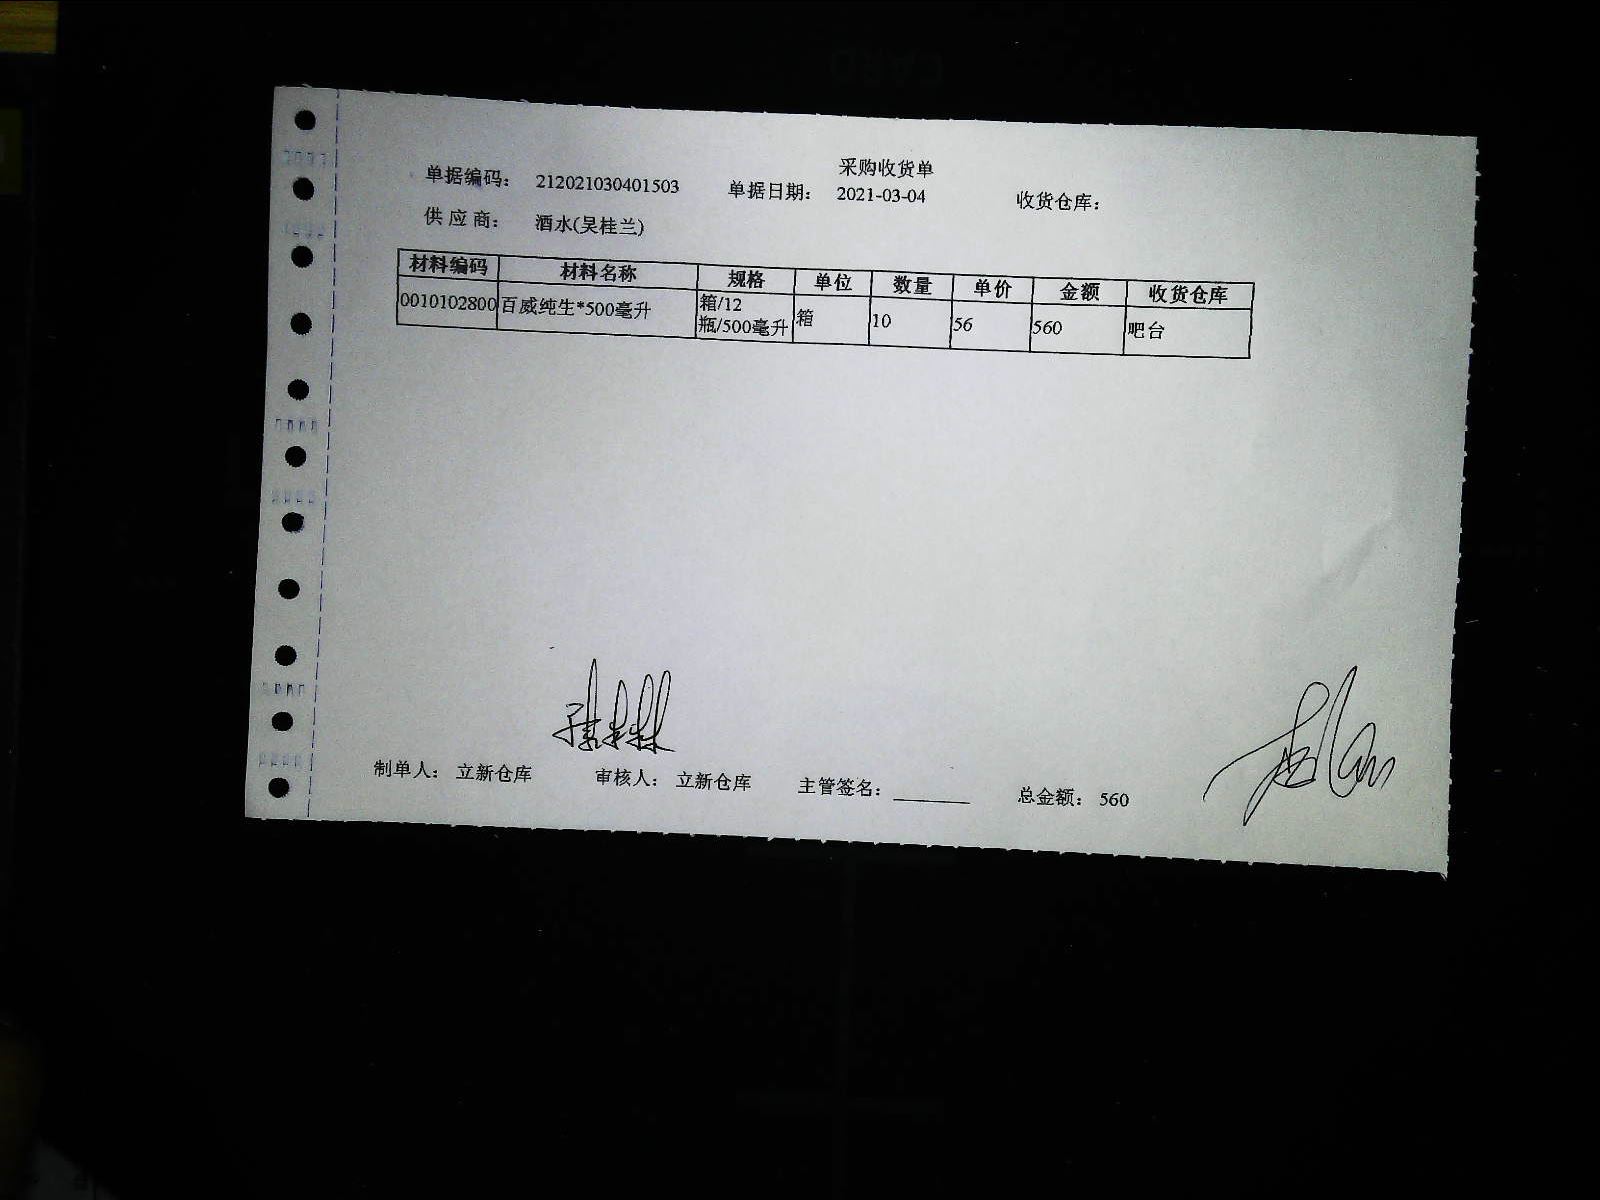 采购收货单
单据编码： 212021030401503 单据日期： 2021-03-04 收货仓库：
供 应 商： 酒水(吴桂兰)
材料编码 材料名称 规格 单位 数量 单价 金额 收货仓库
0010102800 百威纯生*500毫升 箱/12瓶/500毫升 箱 10 56 560 吧台
制单人： 立新仓库 审核人： 立新仓库 主管签名：________ 总金额： 560